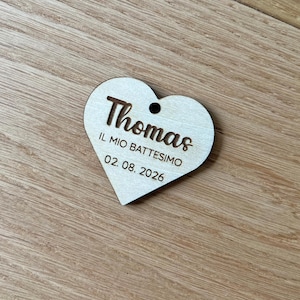 Thomas
IL MIO BATTESIMO
02. 08. 2026